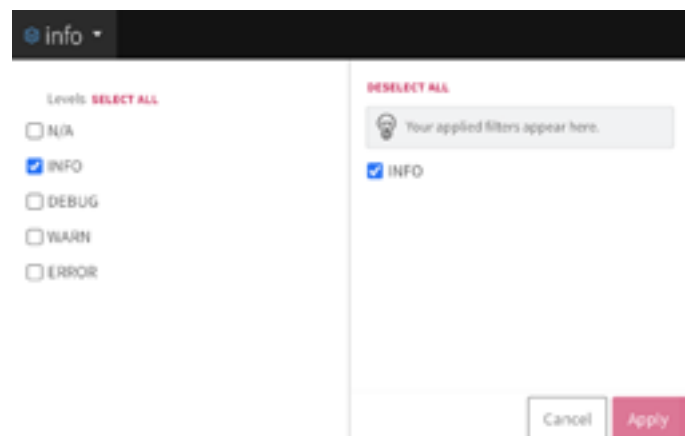 info
Levels SELECT ALL
N/A
INFO
DEBUG
WARN
ERROR
DESELECT ALL
Your applied filters appear here.
INFO
Cancel
Apply